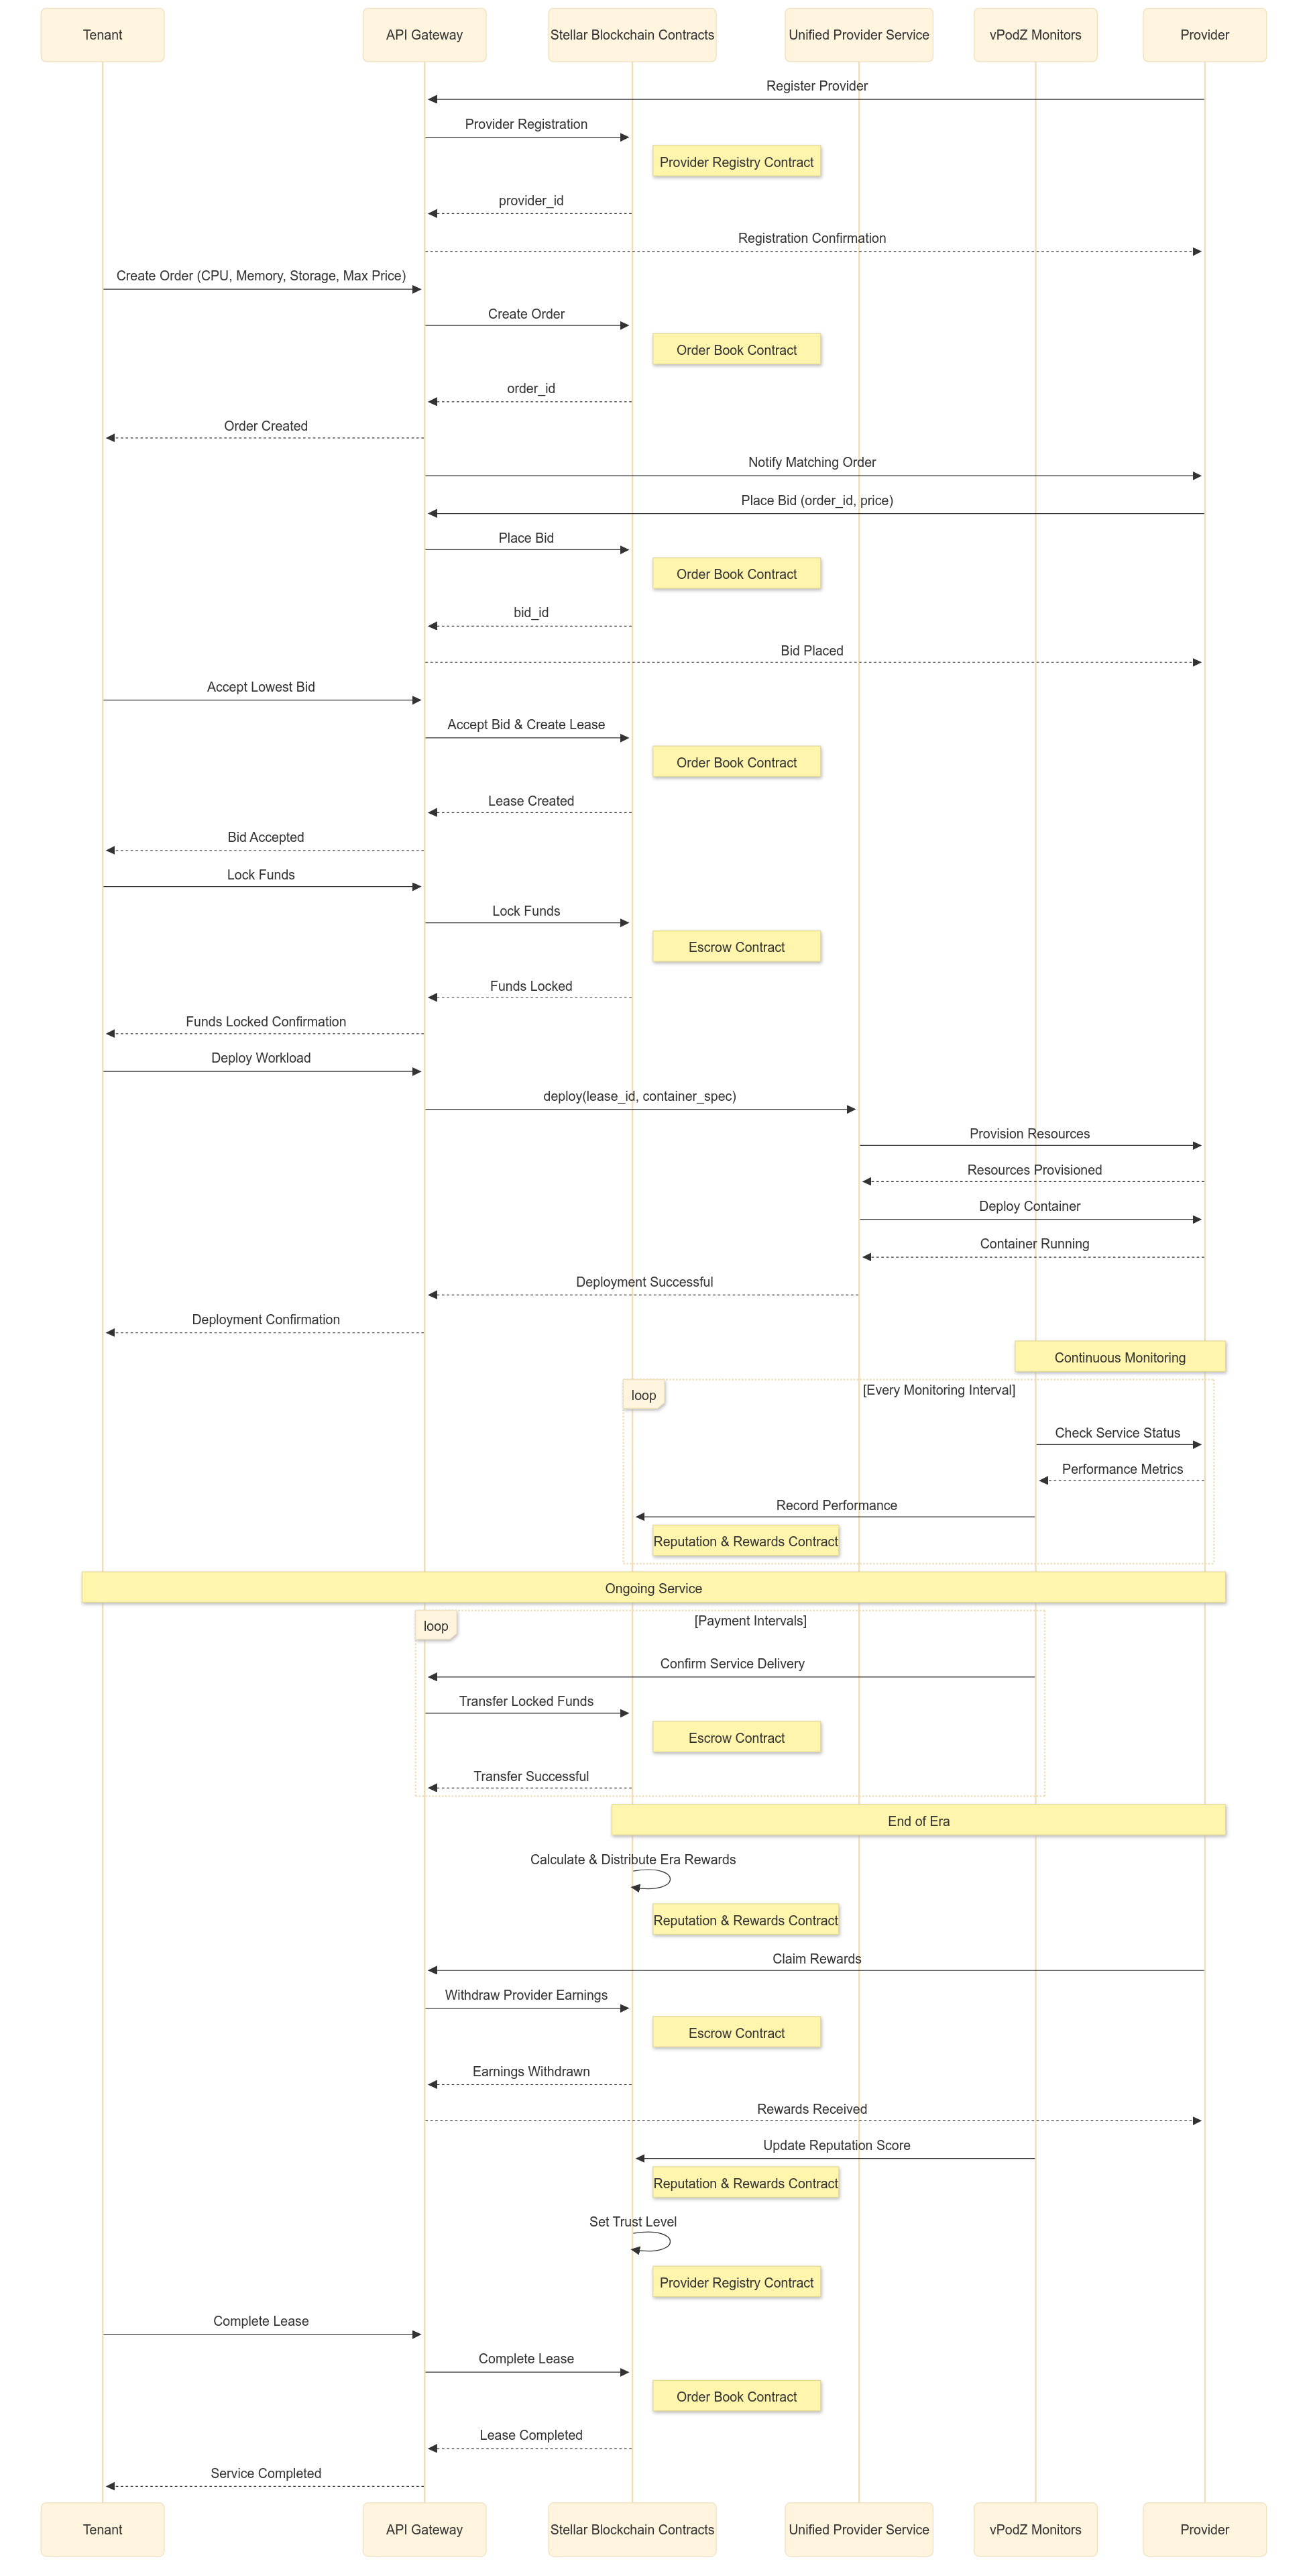 Tenant
API Gateway
Stellar Blockchain Contracts
Unified Provider Service
vPodZ Monitors
Provider
Register Provider
Provider Registration
Provider Registry Contract
provider_id
Registration Confirmation
Create Order (CPU, Memory, Storage, Max Price)
Create Order
Order Book Contract
order_id
Order Created
Notify Matching Order
Place Bid (order_id, price)
Place Bid
Order Book Contract
bid_id
Bid Placed
Accept Lowest Bid
Accept Bid & Create Lease
Order Book Contract
Lease Created
Bid Accepted
Lock Funds
Lock Funds
Escrow Contract
Funds Locked
Funds Locked Confirmation
Deploy Workload
deploy(lease_id, container_spec)
Provision Resources
Resources Provisioned
Deploy Container
Container Running
Deployment Successful
Deployment Confirmation
Continuous Monitoring
loop
[Every Monitoring Interval]
Check Service Status
Performance Metrics
Record Performance
Reputation & Rewards Contract
Ongoing Service
loop
[Payment Intervals]
Confirm Service Delivery
Transfer Locked Funds
Escrow Contract
Transfer Successful
End of Era
Calculate & Distribute Era Rewards
Reputation & Rewards Contract
Claim Rewards
Withdraw Provider Earnings
Escrow Contract
Earnings Withdrawn
Rewards Received
Update Reputation Score
Reputation & Rewards Contract
Set Trust Level
Provider Registry Contract
Complete Lease
Complete Lease
Order Book Contract
Lease Completed
Service Completed
Tenant
API Gateway
Stellar Blockchain Contracts
Unified Provider Service
vPodZ Monitors
Provider